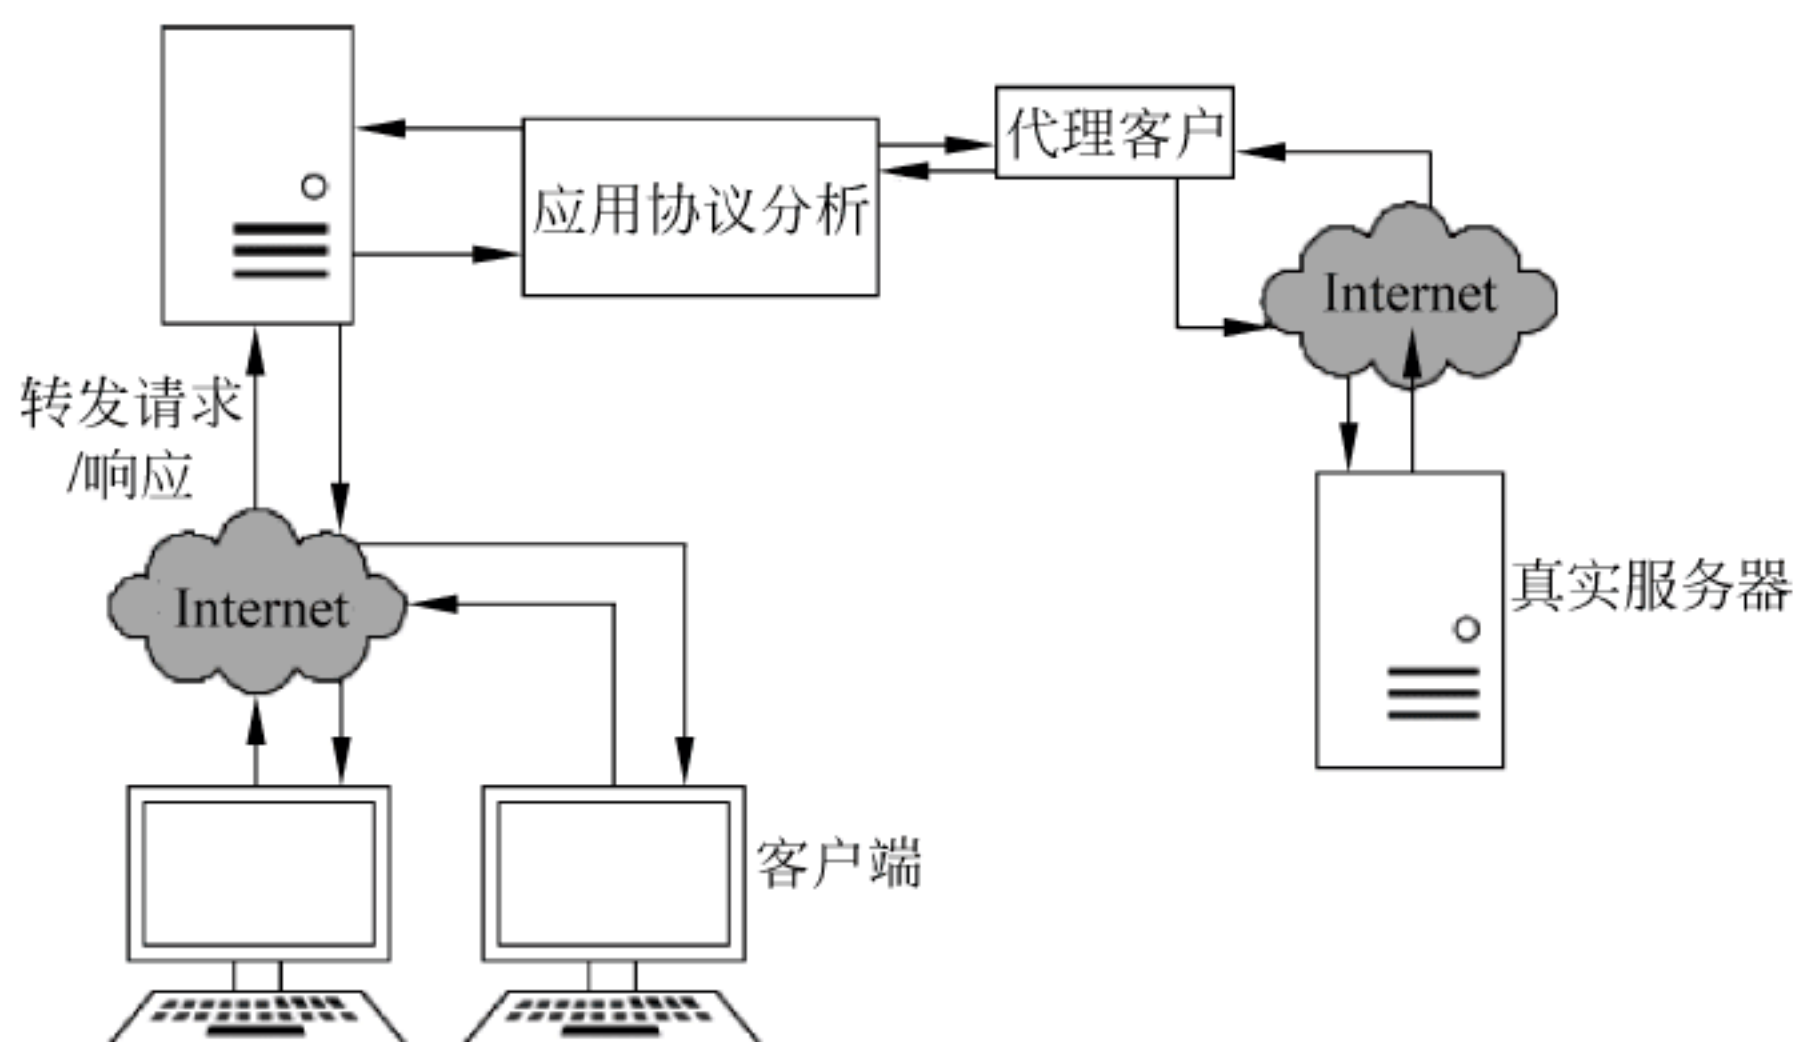 代理客户
应用协议分析
Internet
转发请求
/响应
真实服务器
Internet
客户端